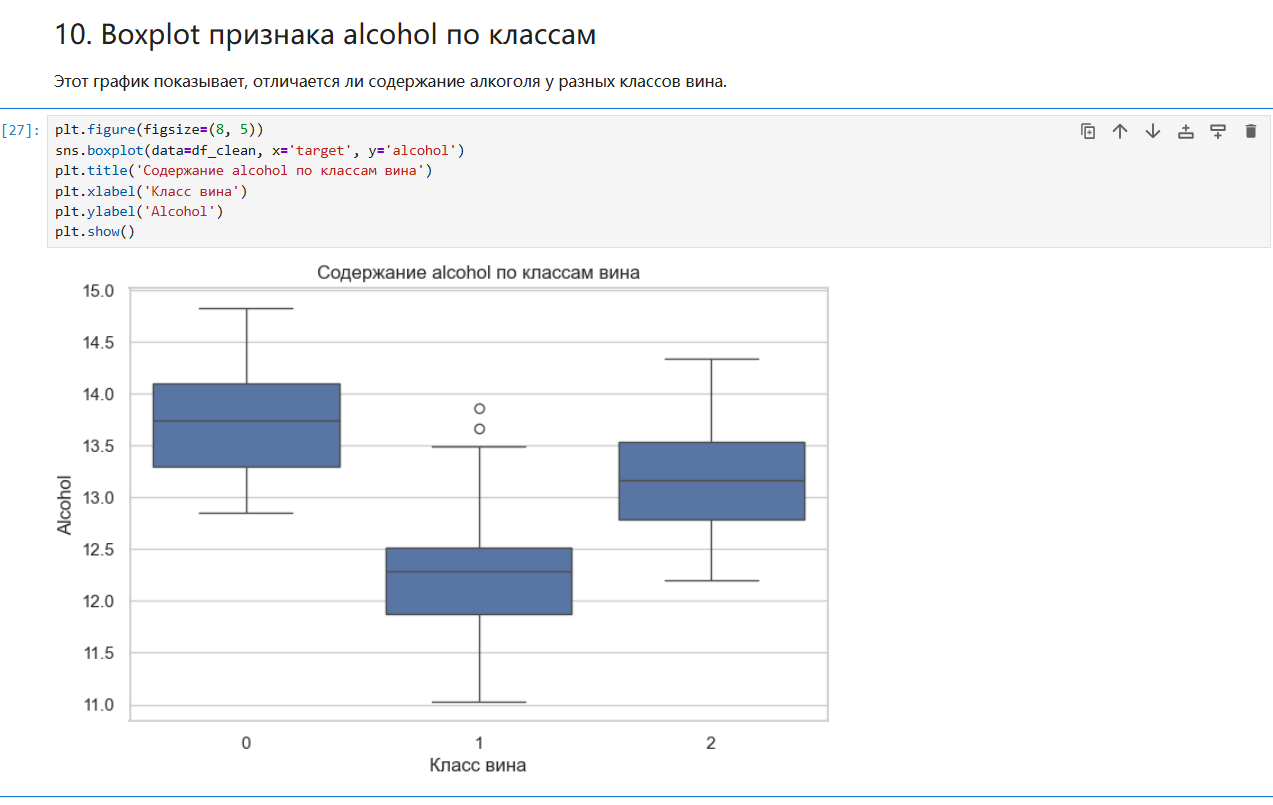 10. Boxplot признака alcohol по классам
Этот график показывает, отличается ли содержание алкоголя у разных классов вина.
[27]:
plt.figure(figsize=(8, 5))
sns.boxplot(data=df_clean, x='target', y='alcohol')
plt.title('Содержание alcohol по классам вина')
plt.xlabel('Класс вина')
plt.ylabel('Alcohol')
plt.show()
Содержание alcohol по классам вина
15.0
14.5
14.0
13.5
13.0
12.5
12.0
11.5
11.0
Alcohol
0 1 2
Класс вина